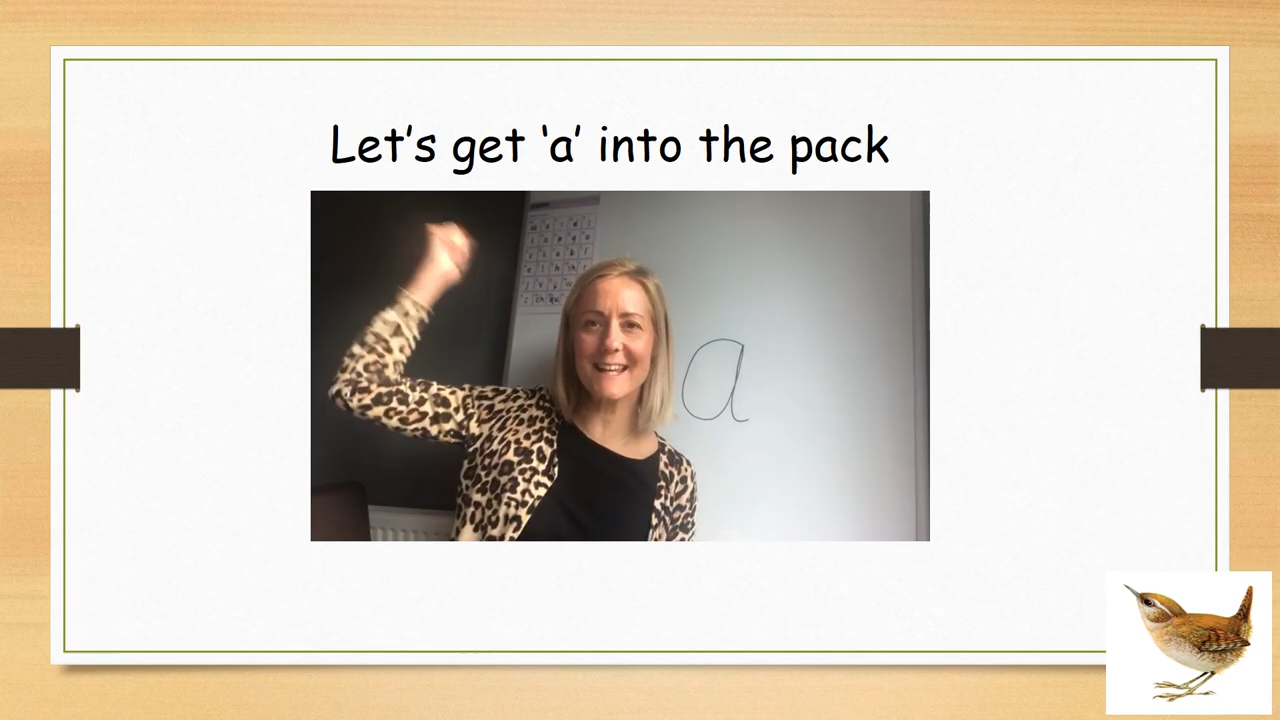 Let's get ‘a’ into the pack
a